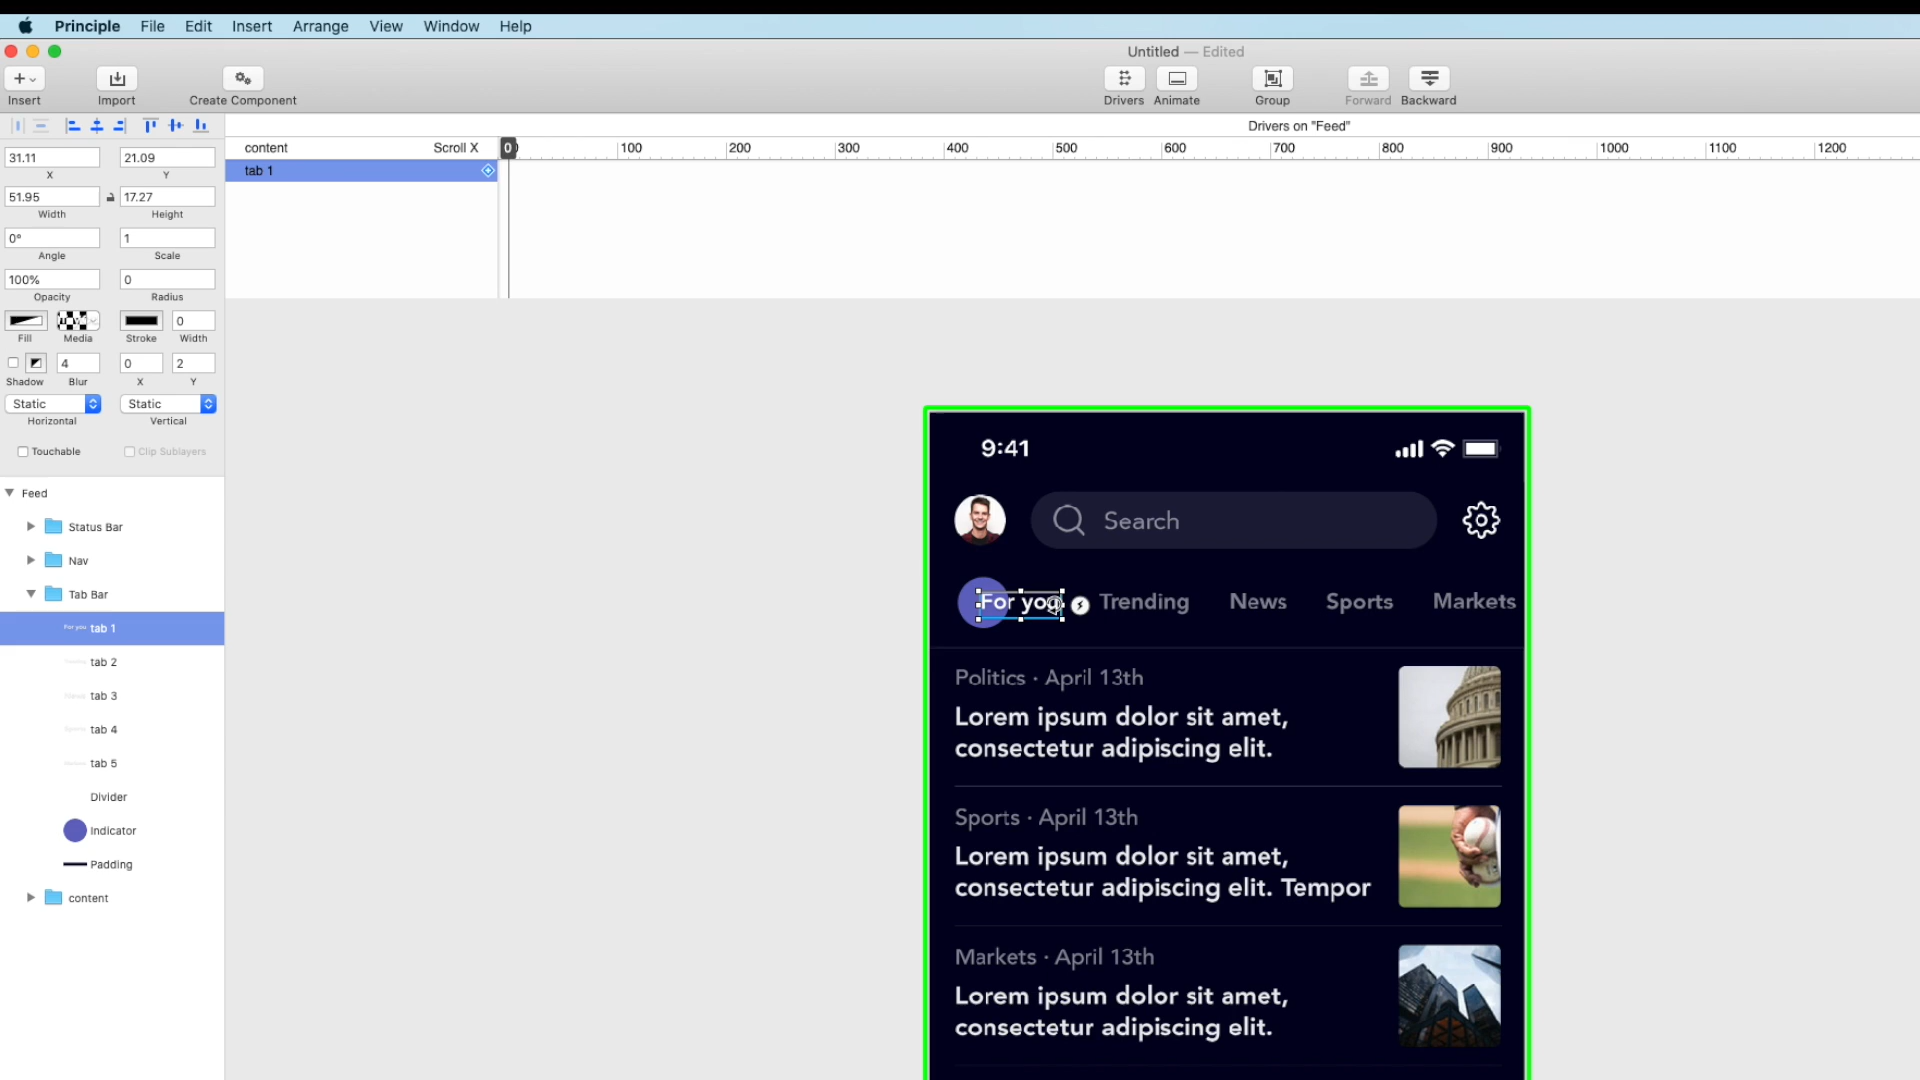 Principle File Edit Insert Arrange View Window Help
Untitled — Edited
Insert Import Create Component Drivers Animate Group Forward Backward
Drivers on "Feed"
content Scroll X 0 100 200 300 400 500 600 700 800 900 1000 1100 1200
tab 1
31.11 21.09
X Y
51.95 17.27
Width Height
0° 1
Angle Scale
100% 0
Opacity Radius
0
Fill Media Stroke Width
4 0 2
Shadow Blur X Y
Static Static
Horizontal Vertical
Touchable Clip Sublayers
Feed
Status Bar
Nav
Tab Bar
For you tab 1
tab 2
tab 3
tab 4
tab 5
Divider
Indicator
Padding
content
9:41
Search
For you Trending News Sports Markets
Politics · April 13th
Lorem ipsum dolor sit amet,
consectetur adipiscing elit.
Sports · April 13th
Lorem ipsum dolor sit amet,
consectetur adipiscing elit. Tempor
Markets · April 13th
Lorem ipsum dolor sit amet,
consectetur adipiscing elit.